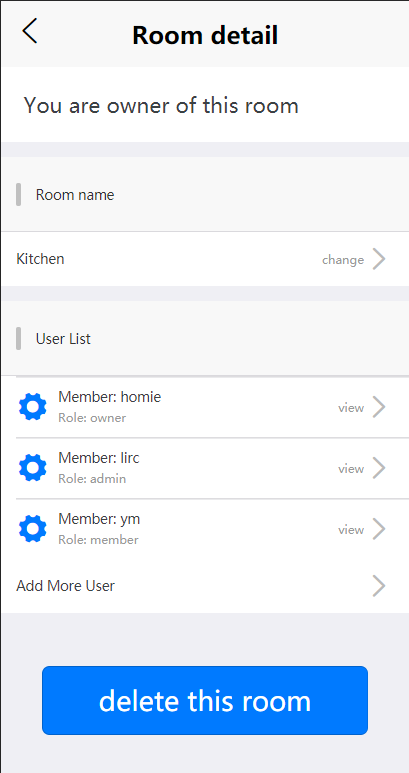 Room detail
You are owner of this room
Room name
Kitchen change
User List
Member: homie
Role: owner
view
Member: lirc
Role: admin
view
Member: ym
Role: member
view
Add More User
delete this room